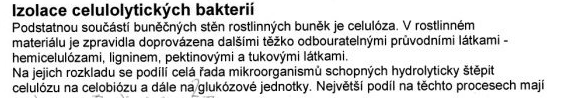 Izolace celulolytických bakterií
Podstatnou součástí buněčných stěn rostlinných buněk je celulóza. V rostlinném
materiálu je zpravidla doprovázena dalšími těžko odbouratelnými průvodními látkami -
hemicelulózami, ligninem, pektinovými a tukovými látkami.
Na jejich rozkladu se podílí celá řada mikroorganismů schopných hydrolyticky štěpit
celulózu na celobiózu a dále na glukózové jednotky. Největší podíl na těchto procesech mají